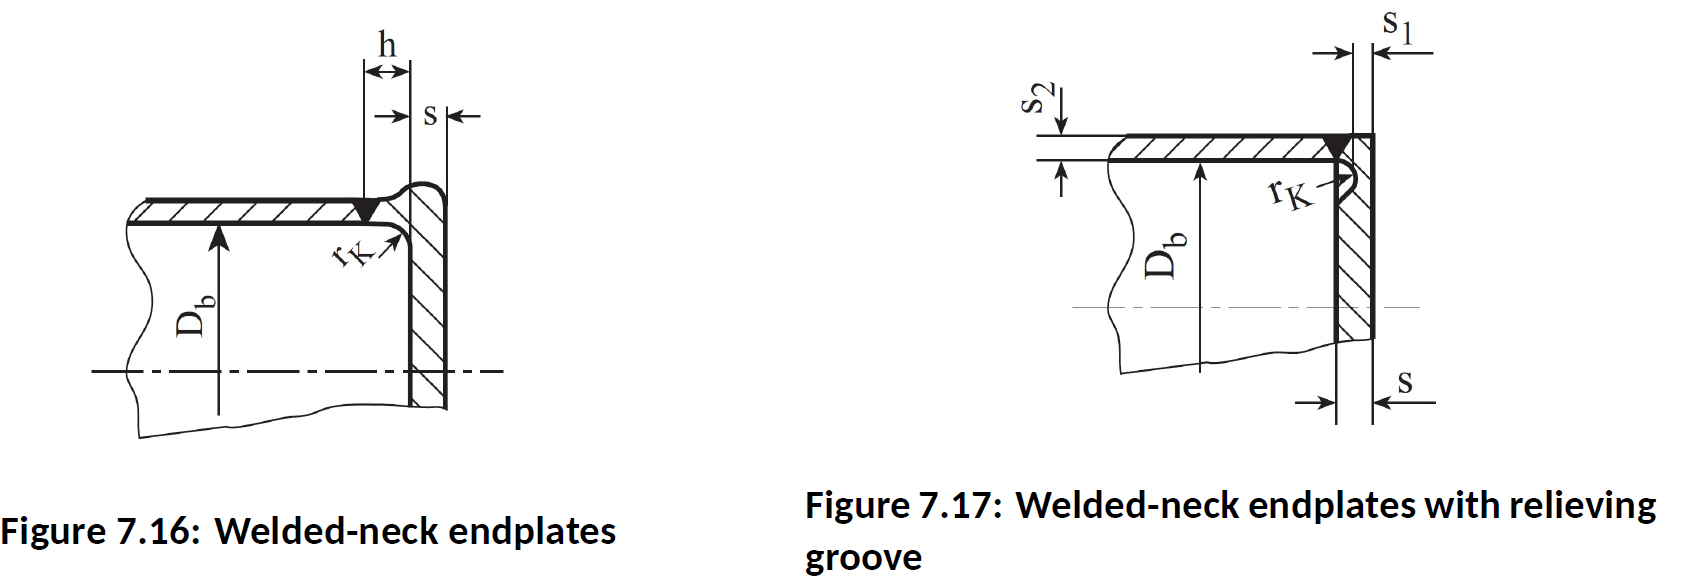 h
s
r_K
D_b
Figure 7.16: Welded-neck endplates
s_1
s_2
r_K
D_b
s
Figure 7.17: Welded-neck endplates with relieving
groove